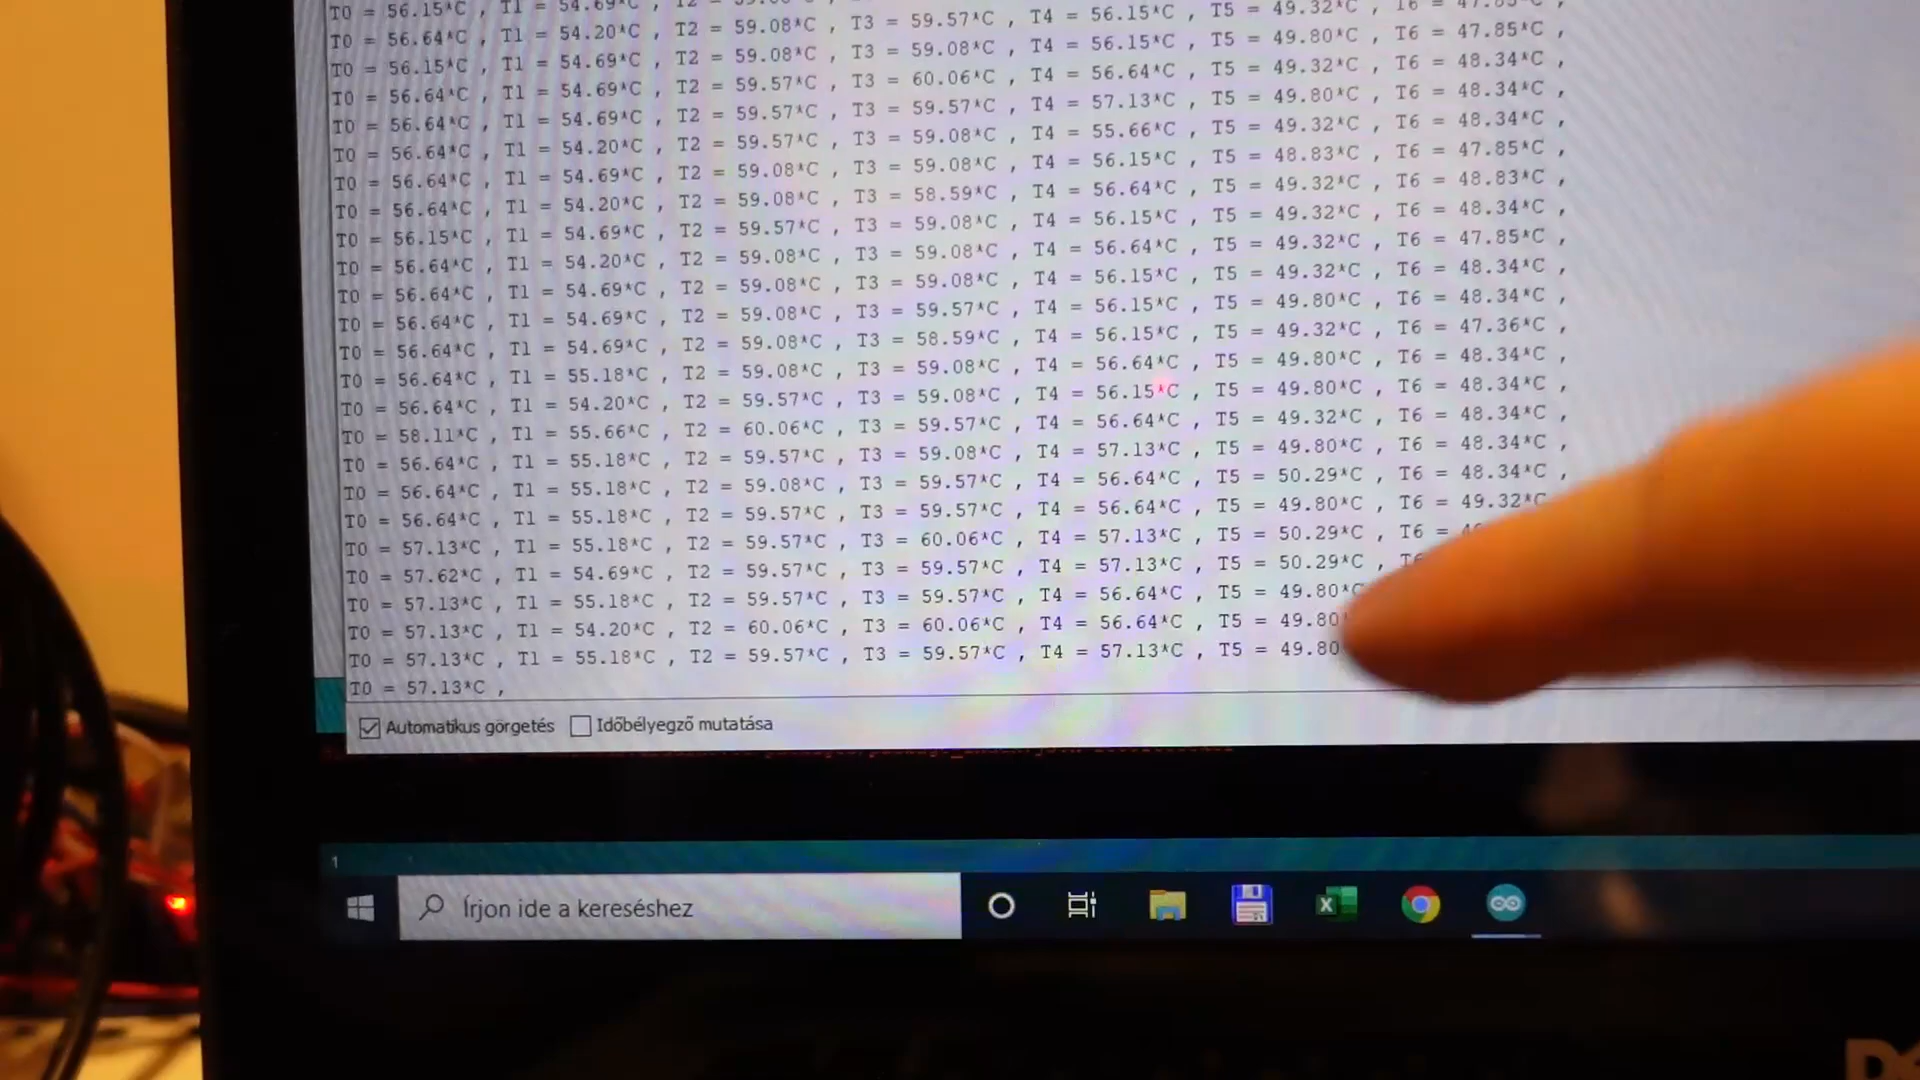 T0 = 56.15*C , T1 = 54.69*C ,
T0 = 56.64*C , T1 = 54.20*C , T2 = 59.08*C , T3 = 59.57*C , T4 = 56.15*C , T5 = 49.32*C , T6 = 47.85*C ,
T0 = 56.15*C , T1 = 54.69*C , T2 = 59.08*C , T3 = 59.08*C , T4 = 56.15*C , T5 = 49.80*C , T6 = 47.85*C ,
T0 = 56.64*C , T1 = 54.69*C , T2 = 59.57*C , T3 = 60.06*C , T4 = 56.64*C , T5 = 49.32*C , T6 = 48.34*C ,
T0 = 56.64*C , T1 = 54.69*C , T2 = 59.57*C , T3 = 59.57*C , T4 = 57.13*C , T5 = 49.80*C , T6 = 48.34*C ,
T0 = 56.64*C , T1 = 54.20*C , T2 = 59.57*C , T3 = 59.08*C , T4 = 55.66*C , T5 = 49.32*C , T6 = 48.34*C ,
T0 = 56.64*C , T1 = 54.69*C , T2 = 59.08*C , T3 = 59.08*C , T4 = 56.15*C , T5 = 48.83*C , T6 = 47.85*C ,
T0 = 56.64*C , T1 = 54.20*C , T2 = 59.08*C , T3 = 58.59*C , T4 = 56.64*C , T5 = 49.32*C , T6 = 48.83*C ,
T0 = 56.15*C , T1 = 54.69*C , T2 = 59.57*C , T3 = 59.08*C , T4 = 56.15*C , T5 = 49.32*C , T6 = 48.34*C ,
T0 = 56.64*C , T1 = 54.20*C , T2 = 59.08*C , T3 = 59.08*C , T4 = 56.64*C , T5 = 49.32*C , T6 = 47.85*C ,
T0 = 56.64*C , T1 = 54.69*C , T2 = 59.08*C , T3 = 59.08*C , T4 = 56.15*C , T5 = 49.32*C , T6 = 48.34*C ,
T0 = 56.64*C , T1 = 54.69*C , T2 = 59.08*C , T3 = 59.57*C , T4 = 56.15*C , T5 = 49.80*C , T6 = 48.34*C ,
T0 = 56.64*C , T1 = 54.69*C , T2 = 59.08*C , T3 = 58.59*C , T4 = 56.15*C , T5 = 49.32*C , T6 = 47.36*C ,
T0 = 56.64*C , T1 = 55.18*C , T2 = 59.08*C , T3 = 59.08*C , T4 = 56.64*C , T5 = 49.80*C , T6 = 48.34*C ,
T0 = 56.64*C , T1 = 54.20*C , T2 = 59.57*C , T3 = 59.08*C , T4 = 56.15*C , T5 = 49.80*C , T6 = 48.34*C ,
T0 = 58.11*C , T1 = 55.66*C , T2 = 60.06*C , T3 = 59.57*C , T4 = 56.64*C , T5 = 49.32*C , T6 = 48.34*C ,
T0 = 56.64*C , T1 = 55.18*C , T2 = 59.57*C , T3 = 59.08*C , T4 = 57.13*C , T5 = 49.80*C , T6 = 48.34*C ,
T0 = 56.64*C , T1 = 55.18*C , T2 = 59.08*C , T3 = 59.57*C , T4 = 56.64*C , T5 = 50.29*C , T6 = 48.34*C ,
T0 = 56.64*C , T1 = 55.18*C , T2 = 59.57*C , T3 = 59.57*C , T4 = 56.64*C , T5 = 49.80*C , T6 = 49.32*C
T0 = 57.13*C , T1 = 55.18*C , T2 = 59.57*C , T3 = 60.06*C , T4 = 57.13*C , T5 = 50.29*C , T6 =
T0 = 57.62*C , T1 = 54.69*C , T2 = 59.57*C , T3 = 59.57*C , T4 = 57.13*C , T5 = 50.29*C ,
T0 = 57.13*C , T1 = 55.18*C , T2 = 59.57*C , T3 = 59.57*C , T4 = 56.64*C , T5 = 49.80*C
T0 = 57.13*C , T1 = 54.20*C , T2 = 60.06*C , T3 = 60.06*C , T4 = 56.64*C , T5 = 49.80
T0 = 57.13*C , T1 = 55.18*C , T2 = 59.57*C , T3 = 59.57*C , T4 = 57.13*C , T5 = 49.80
T0 = 57.13*C ,
Automatikus görgetés Időbélyegző mutatása
1
Írjon ide a kereséshez